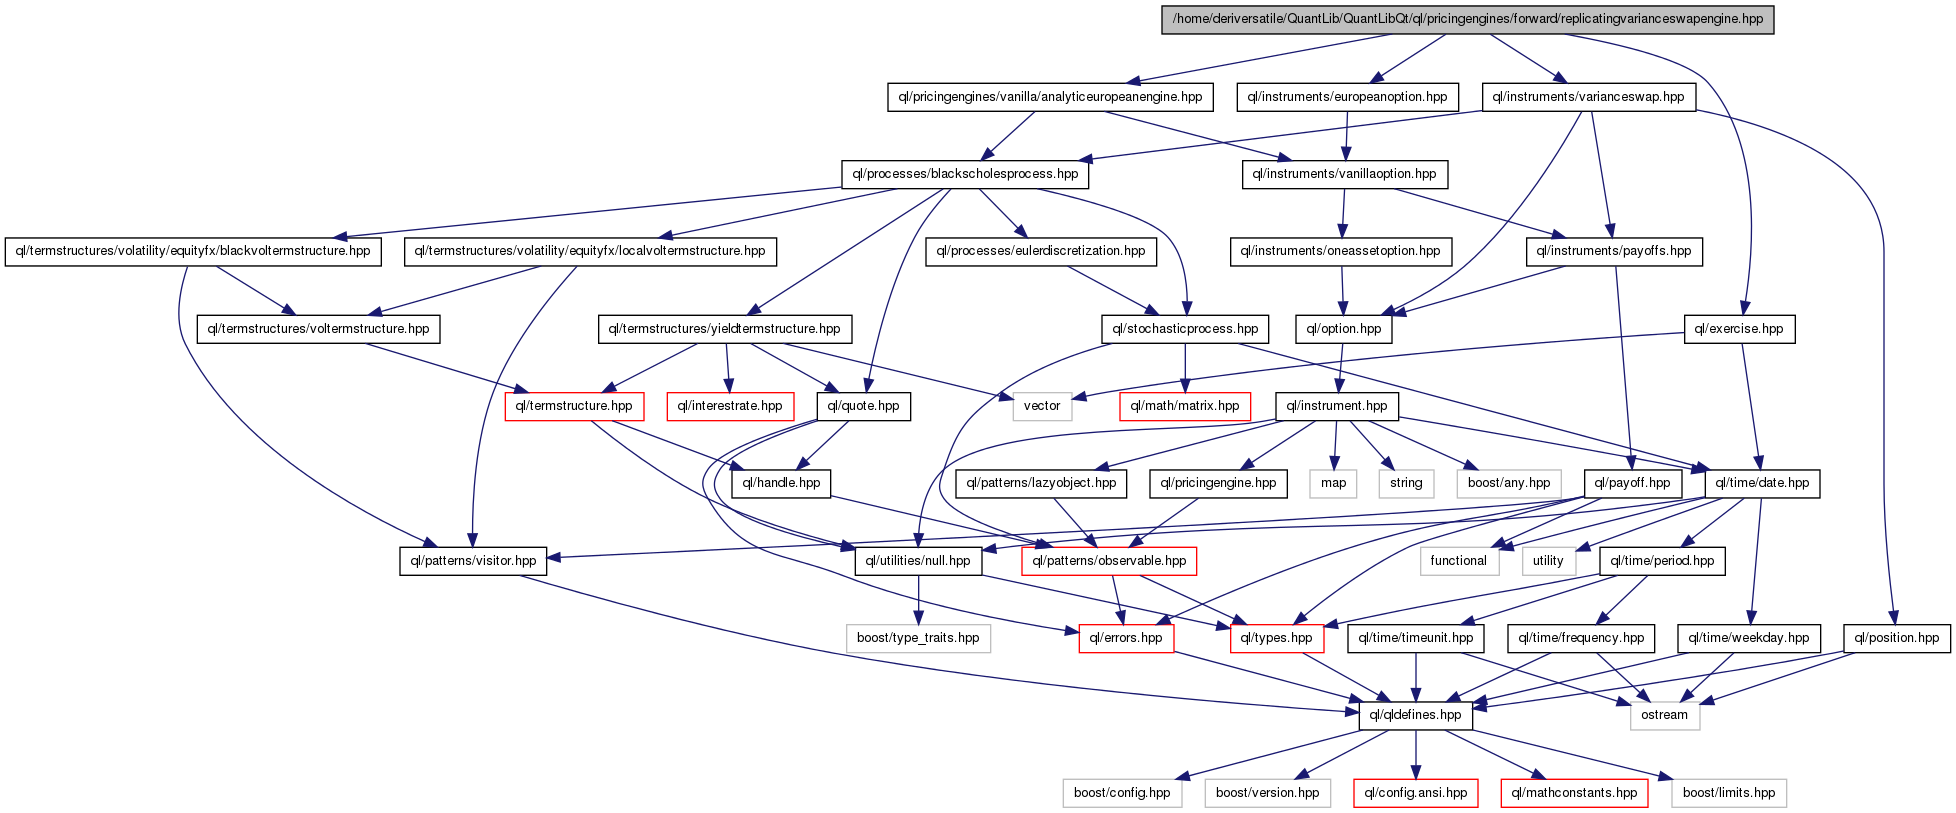 /home/deriversatile/QuantLib/QuantLibQt/ql/pricingengines/forward/replicatingvarianceswapengine.hpp
ql/pricingengines/vanilla/analyticeuropeanengine.hpp
ql/instruments/europeanoption.hpp
ql/instruments/varianceswap.hpp
ql/processes/blackscholesprocess.hpp
ql/instruments/vanillaoption.hpp
ql/termstructures/volatility/equityfx/blackvoltermstructure.hpp
ql/termstructures/volatility/equityfx/localvoltermstructure.hpp
ql/processes/eulerdiscretization.hpp
ql/instruments/oneassetoption.hpp
ql/instruments/payoffs.hpp
ql/termstructures/voltermstructure.hpp
ql/termstructures/yieldtermstructure.hpp
ql/stochasticprocess.hpp
ql/option.hpp
ql/exercise.hpp
ql/termstructure.hpp
ql/interestrate.hpp
ql/quote.hpp
vector
ql/math/matrix.hpp
ql/instrument.hpp
ql/handle.hpp
ql/patterns/lazyobject.hpp
ql/pricingengine.hpp
map
string
boost/any.hpp
ql/payoff.hpp
ql/time/date.hpp
ql/patterns/visitor.hpp
ql/utilities/null.hpp
ql/patterns/observable.hpp
functional
utility
ql/time/period.hpp
boost/type_traits.hpp
ql/errors.hpp
ql/types.hpp
ql/time/timeunit.hpp
ql/time/frequency.hpp
ql/time/weekday.hpp
ql/position.hpp
ql/qldefines.hpp
ostream
boost/config.hpp
boost/version.hpp
ql/config.ansi.hpp
ql/mathconstants.hpp
boost/limits.hpp